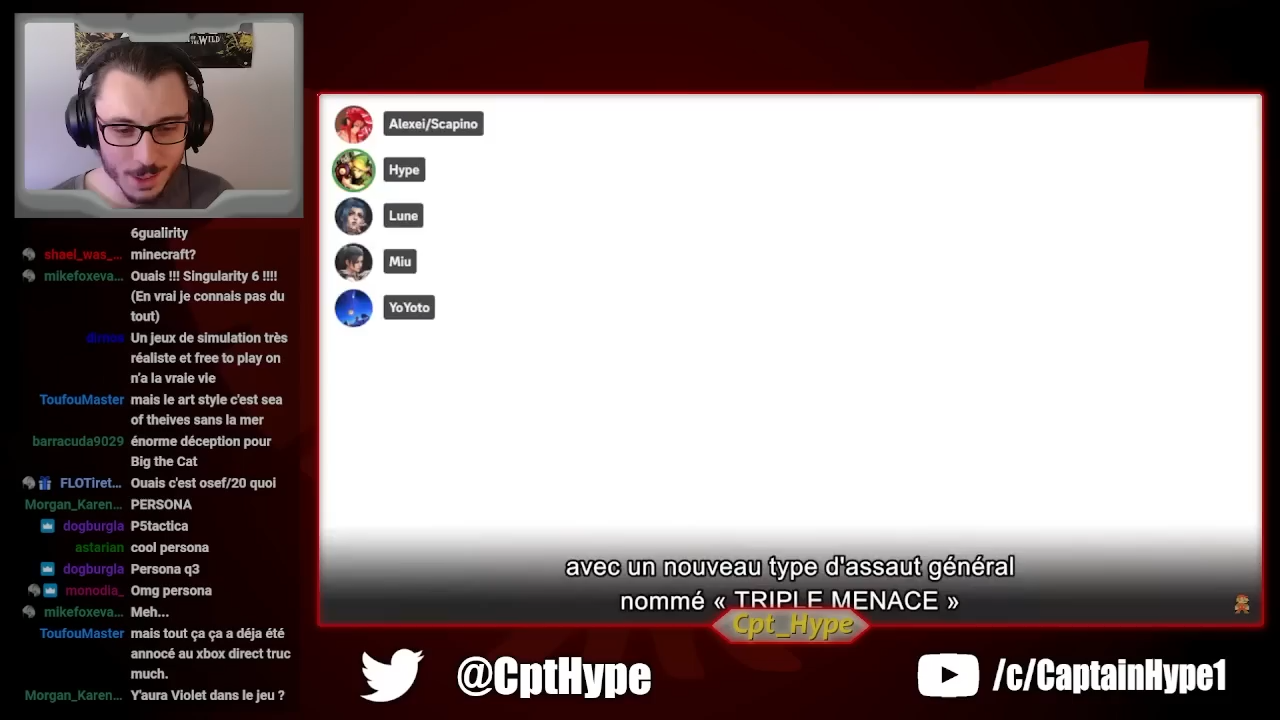 OF THE WILD
Alexei/Scapino
Hype
Lune
Miu
YoYoto
6gualirity
shael_was_... minecraft?
mikefoxeva... Ouais !!! Singularity 6 !!!!
(En vrai je connais pas du
tout)
Un jeux de simulation très
réaliste et free to play on
n'a la vraie vie
ToufouMaster mais le art style c'est sea
of theives sans la mer
barracuda9029 énorme déception pour
Big the Cat
FLOTiret... Ouais c'est osef/20 quoi
Morgan_Karen... PERSONA
dogburgla P5tactica
astarian cool persona
dogburgla Persona q3
monodia_ Omg persona
mikefoxeva... Meh...
ToufouMaster mais tout ça ça a déja été
annocé au xbox direct truc
much.
Morgan_Karen... Y'aura Violet dans le jeu ?
avec un nouveau type d'assaut général
nommé « TRIPLE MENACE »
Cpt_Hype
@CptHype
/c/CaptainHype1